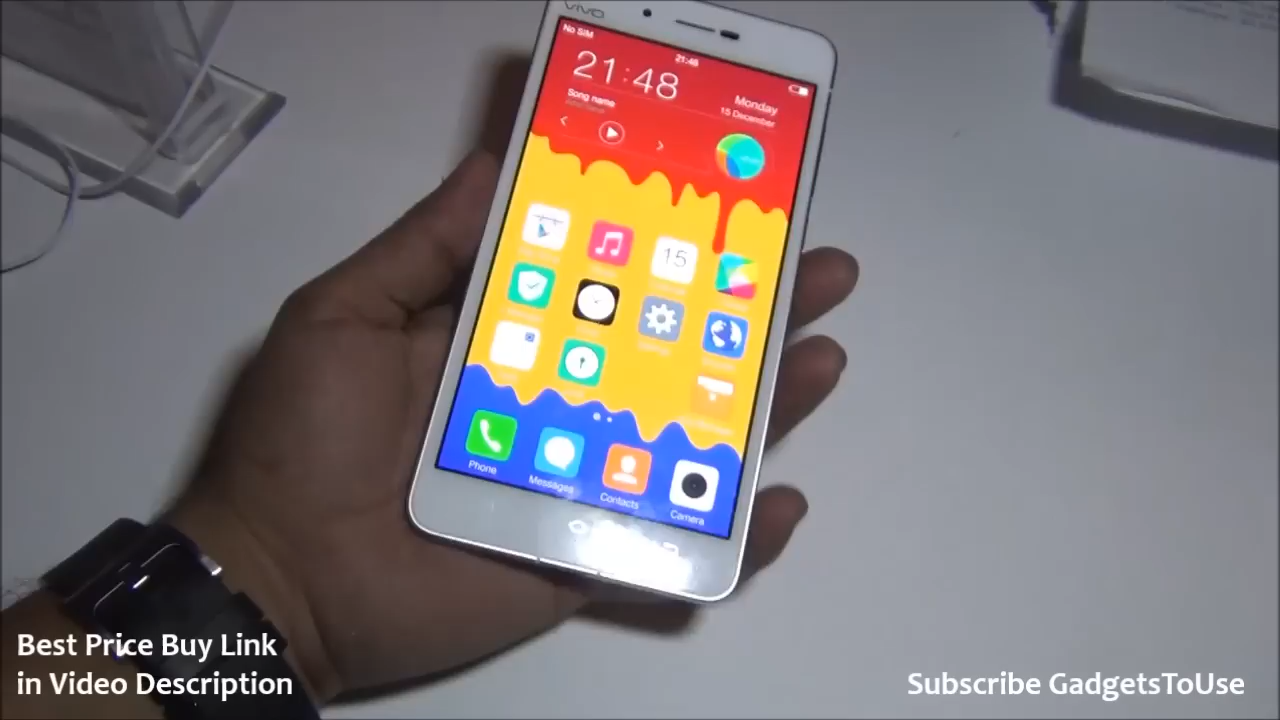 vivo
No SIM
21:48
21:48
Song name
Monday
15 December
15
Phone
Messages
Contacts
Camera
Best Price Buy Link
in Video Description
Subscribe GadgetsToUse